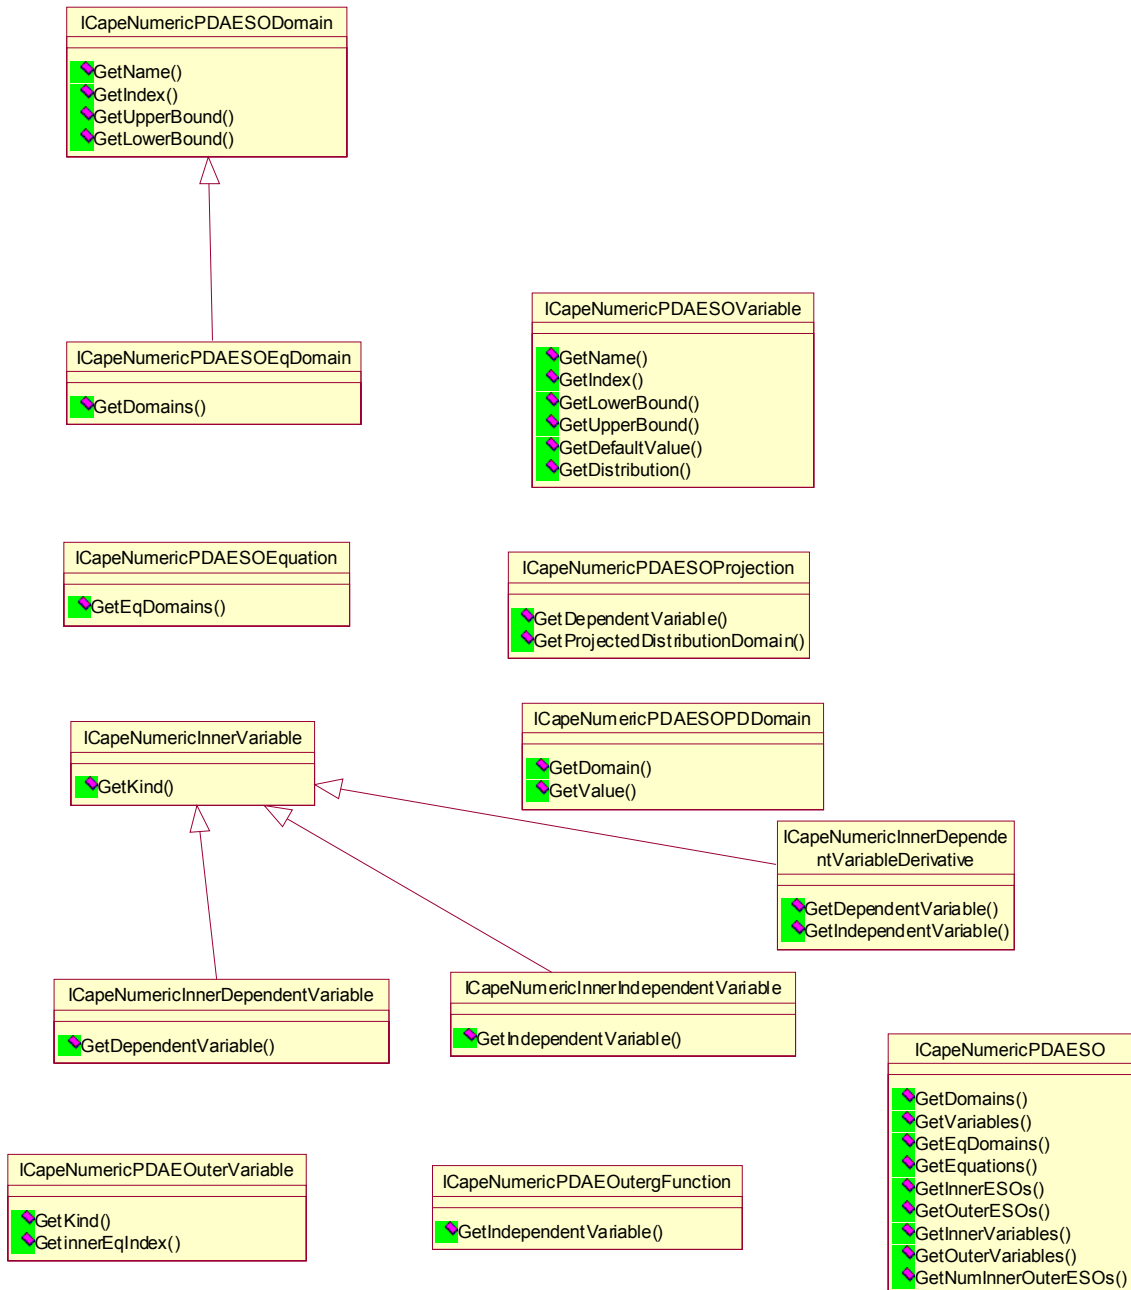 ICapeNumericPDAESODomain
GetName()
GetIndex()
GetUpperBound()
GetLowerBound()
ICapeNumericPDAESOEqDomain
GetDomains()
ICapeNumericPDAESOVariable
GetName()
GetIndex()
GetLowerBound()
GetUpperBound()
GetDefaultValue()
GetDistribution()
ICapeNumericPDAESOEquation
GetEqDomains()
ICapeNumericPDAESOProjection
GetDependentVariable()
GetProjectedDistributionDomain()
ICapeNumericInnerVariable
GetKind()
ICapeNumericPDAESOPDDomain
GetDomain()
GetValue()
ICapeNumericInnerDepende
ntVariableDerivative
GetDependentVariable()
GetIndependentVariable()
ICapeNumericInnerDependentVariable
GetDependentVariable()
ICapeNumericInnerIndependentVariable
GetIndependentVariable()
ICapeNumericPDAESO
GetDomains()
GetVariables()
GetEqDomains()
GetEquations()
GetInnerESOs()
GetOuterESOs()
GetInnerVariables()
GetOuterVariables()
GetNumInnerOuterESOs()
ICapeNumericPDAEOuterVariable
GetKind()
GetinnerEqIndex()
ICapeNumericPDAEOutergFunction
GetIndependentVariable()